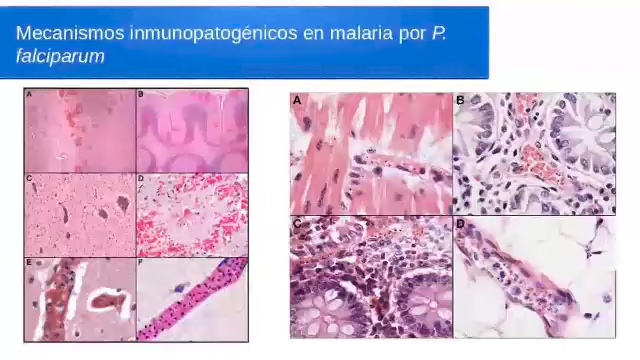 Mecanismos inmunopatogénicos en malaria por P.
falciparum
A B
C D
E F
A B
C D